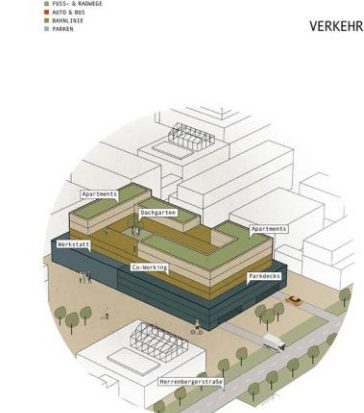 FUSS- & RADWEGE
AUTO & BUS
BAHNLINIE
PARKEN
VERKEHR
Apartments
Dachgarten
Apartments
Werkstatt
Co-Working
Parkdecks
Herrenbergerstraße